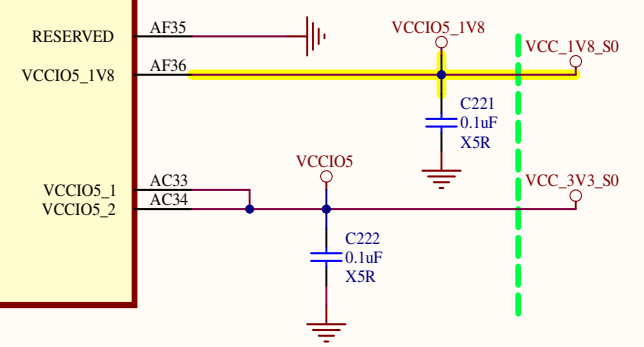 VCCIO5_1V8
RESERVED
AF35
VCC_1V8_S0
VCCIO5_1V8
AF36
C221
0.1uF
X5R
VCCIO5
VCCIO5_1
AC33
VCC_3V3_S0
VCCIO5_2
AC34
C222
0.1uF
X5R